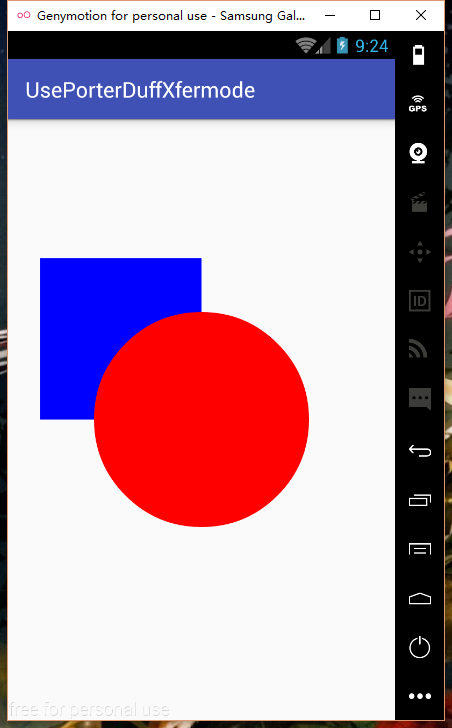 Genymotion for personal use - Samsung Gal...
9:24
UsePorterDuffXfermode
GPS
ID
free for personal use